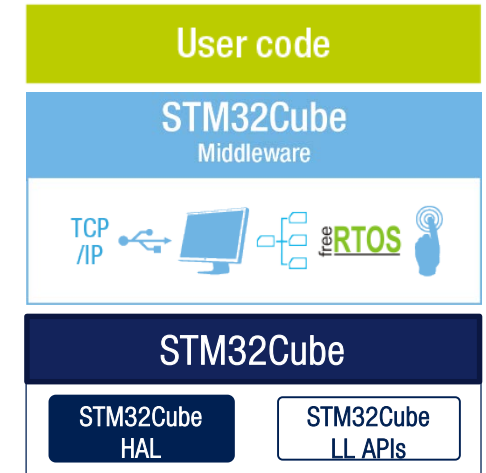 User code
STM32Cube
Middleware
TCP
/IP
free
RTOS
STM32Cube
STM32Cube
HAL
STM32Cube
LL APIs